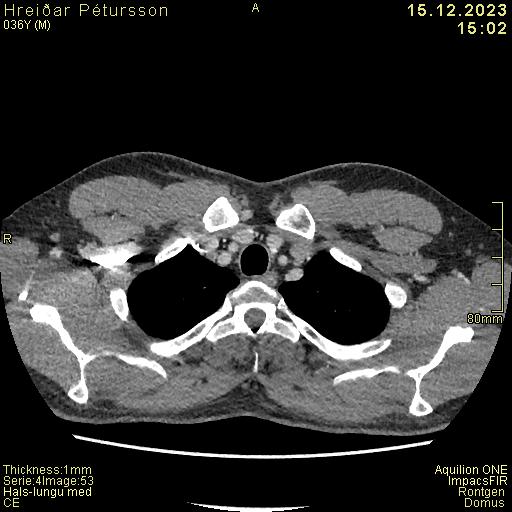 Hreiðar Pétursson
036Y (M)
A
15.12.2023
15:02
R
80mm
Thickness:1mm
Serie:4Image:53
Hals-lungu med
CE
Aquilion ONE
ImpacsFIR
Rontgen
Domus